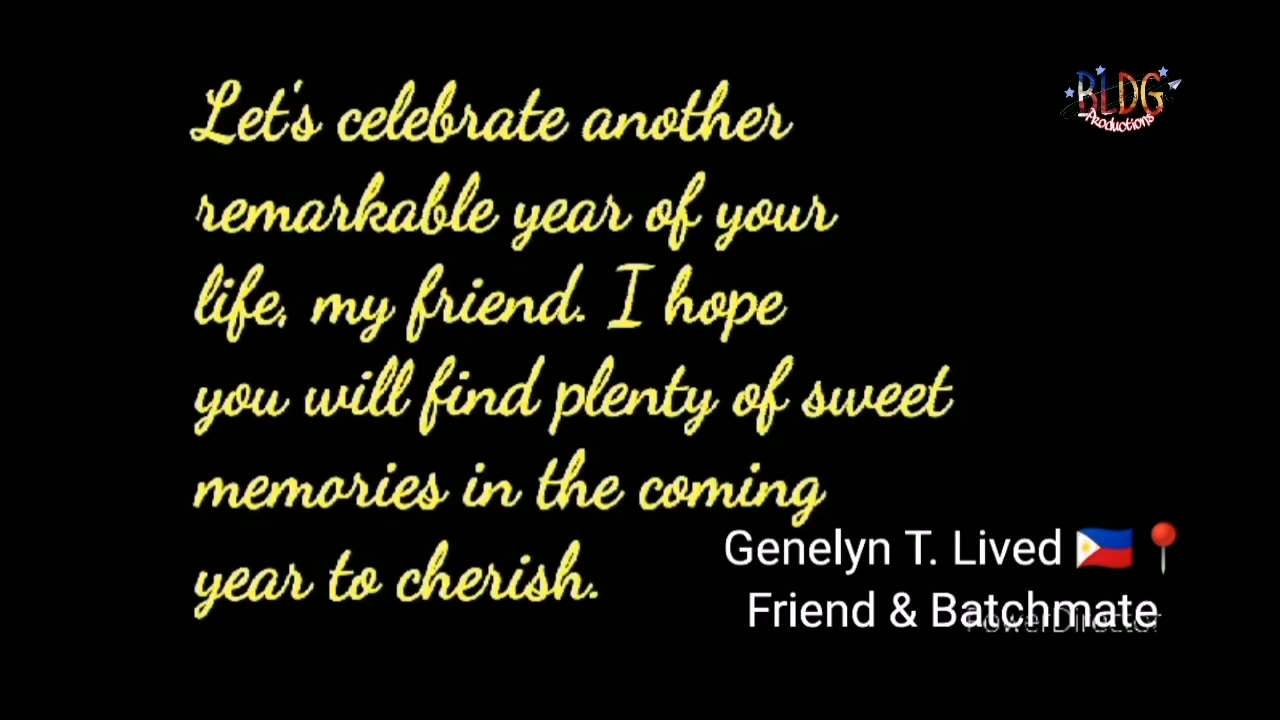 BLDG
Productions
Let's celebrate another
remarkable year of your
life, my friend. I hope
you will find plenty of sweet
memories in the coming
year to cherish.
Genelyn T. Lived 🇵🇭📍
Friend & Batchmate
PowerDirector